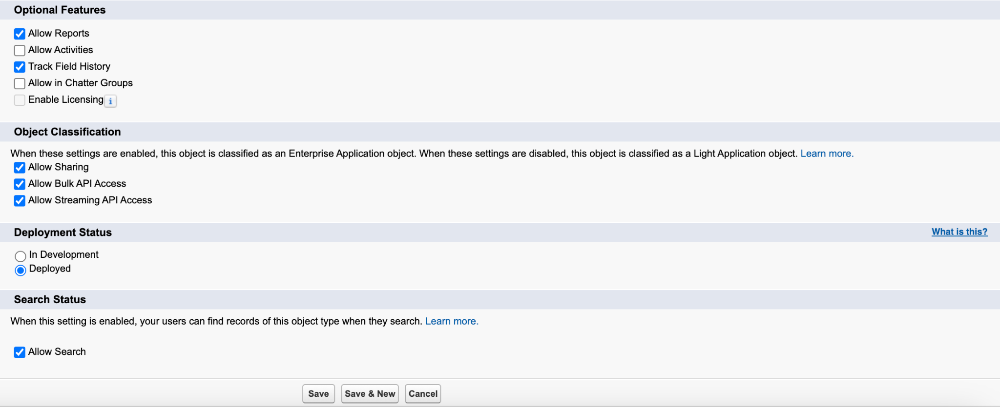 Optional Features
Allow Reports
Allow Activities
Track Field History
Allow in Chatter Groups
Enable Licensing i
Object Classification
When these settings are enabled, this object is classified as an Enterprise Application object. When these settings are disabled, this object is classified as a Light Application object. Learn more.
Allow Sharing
Allow Bulk API Access
Allow Streaming API Access
Deployment Status What is this?
In Development
Deployed
Search Status
When this setting is enabled, your users can find records of this object type when they search. Learn more.
Allow Search
Save Save & New Cancel